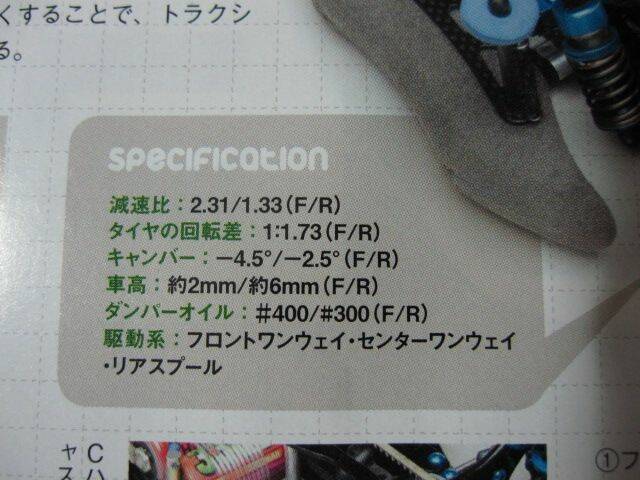 くすることで、トラクシ
る。
specification
減速比：2.31/1.33（F/R）
タイヤの回転差：1:1.73（F/R）
キャンバー：−4.5°/−2.5°（F/R）
車高：約2mm/約6mm（F/R）
ダンパーオイル：#400/#300（F/R）
駆動系：フロントワンウェイ・センターワンウェイ
・リアスプール
①フ